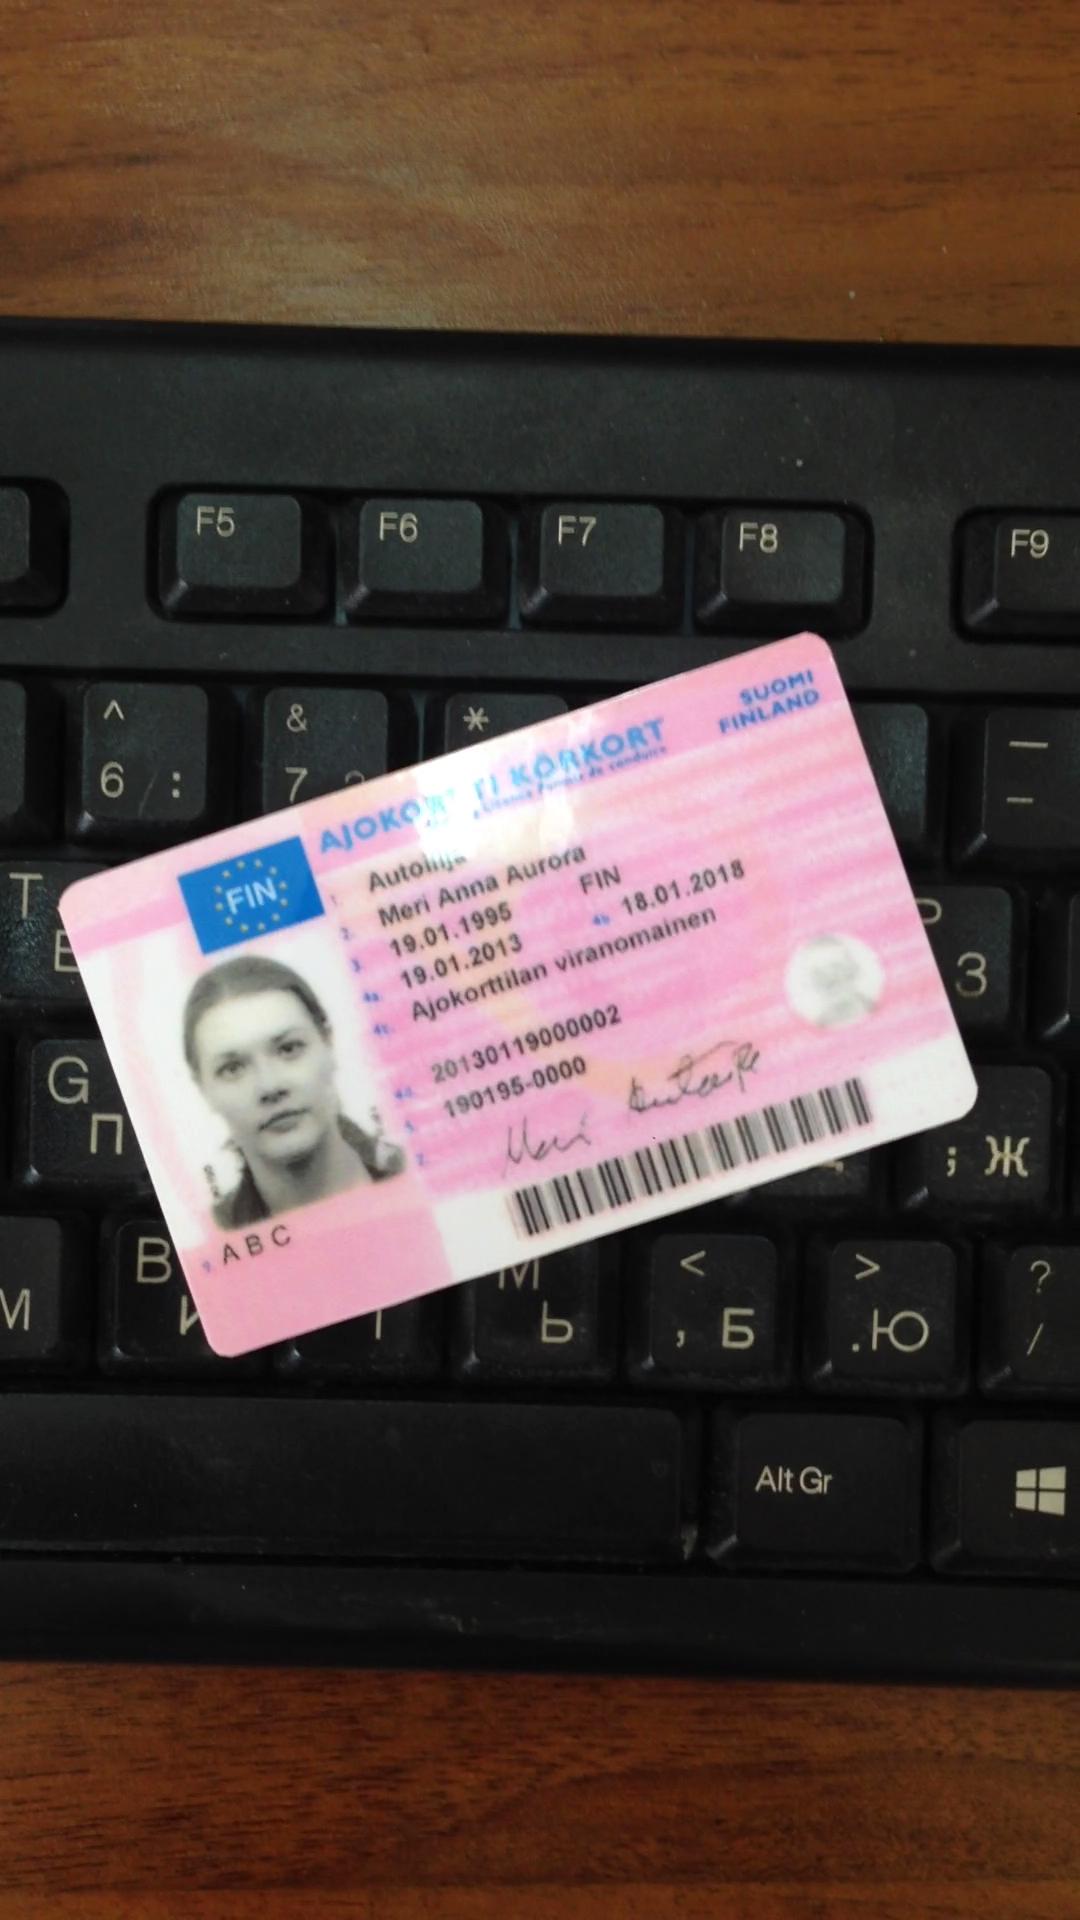 F5 F6 F7 F8 F9
^ & *
6 : 7
SUOMI
FINLAND
AJOKORTTI KÖRKORT
Permis de conduire
FIN
1. Autoilija
2. Meri Anna Aurora
3. 19.01.1995 FIN
4a. 19.01.2013 4b. 18.01.2018
4c. Ajokorttilan viranomainen
4d. 20130119000002
5. 190195-0000
7. Meri Autoilija
9. A B C
T
З
G
П
; Ж
B
М
M
Ь
<
, Б
>
. Ю
?
/
Alt Gr